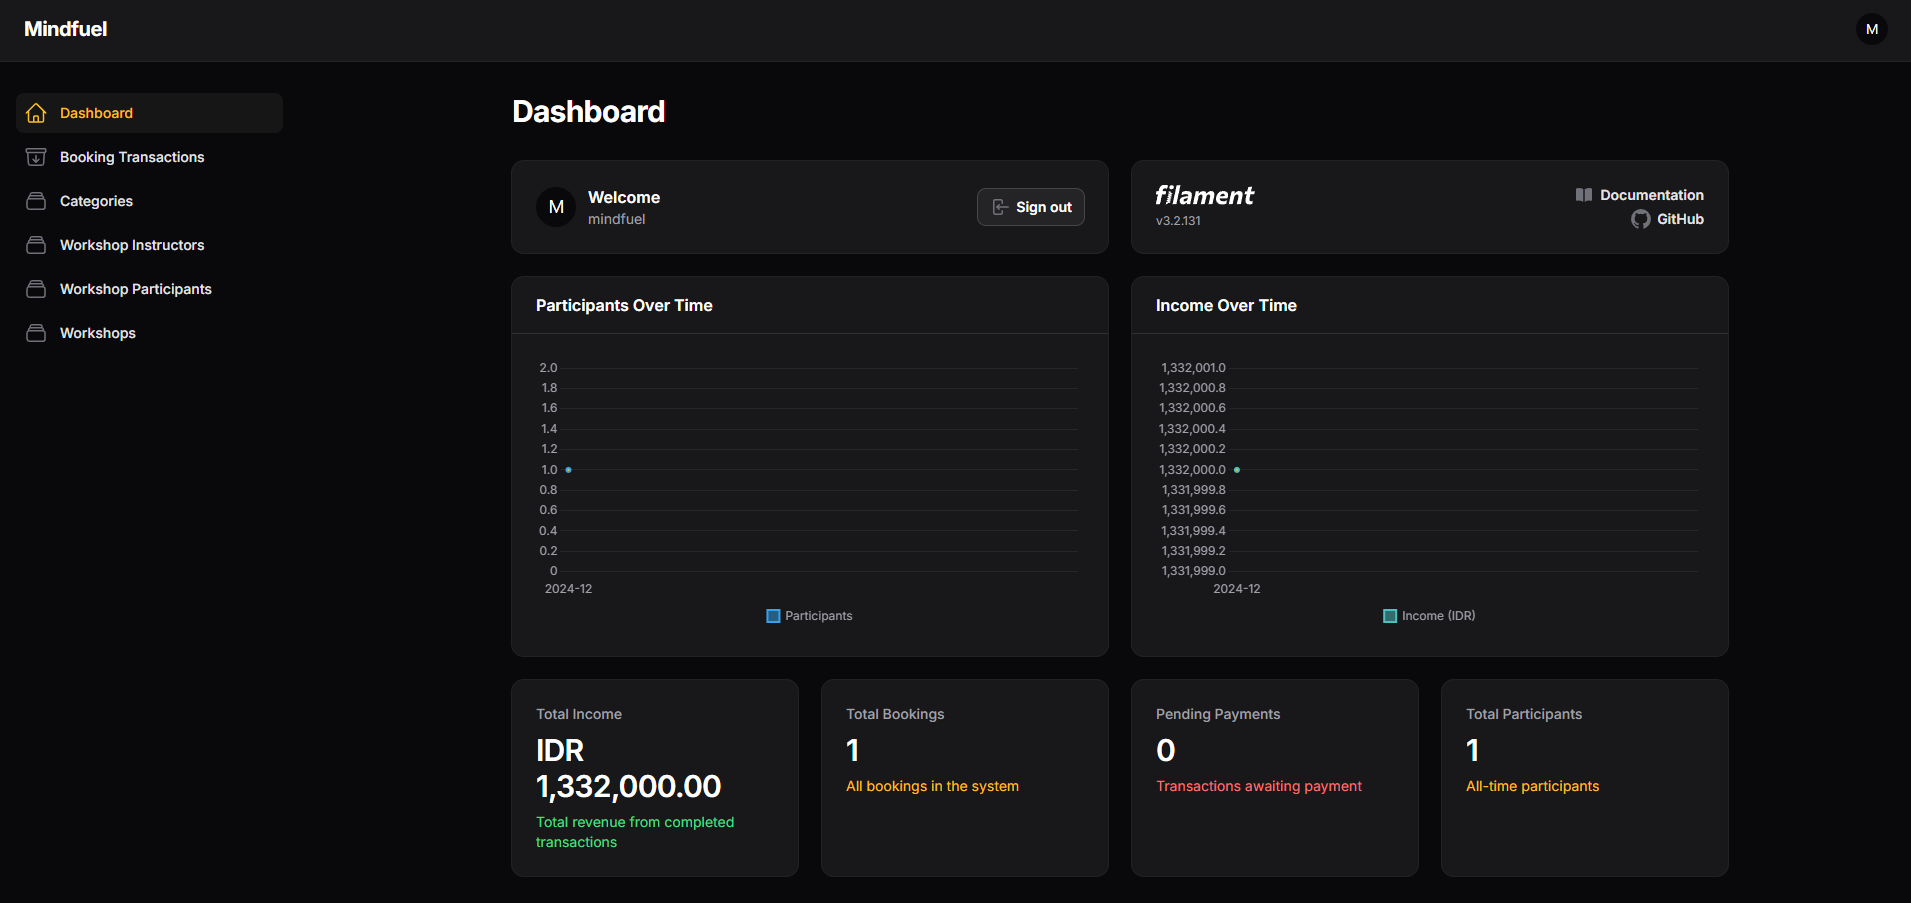 Mindfuel
M
Dashboard
Booking Transactions
Categories
Workshop Instructors
Workshop Participants
Workshops
Dashboard
M
Welcome
mindfuel
Sign out
filament
v3.2.131
Documentation
GitHub
Participants Over Time
2.0
1.8
1.6
1.4
1.2
1.0
0.8
0.6
0.4
0.2
0
2024-12
Participants
Income Over Time
1,332,001.0
1,332,000.8
1,332,000.6
1,332,000.4
1,332,000.2
1,332,000.0
1,331,999.8
1,331,999.6
1,331,999.4
1,331,999.2
1,331,999.0
2024-12
Income (IDR)
Total Income
IDR
1,332,000.00
Total revenue from completed
transactions
Total Bookings
1
All bookings in the system
Pending Payments
0
Transactions awaiting payment
Total Participants
1
All-time participants